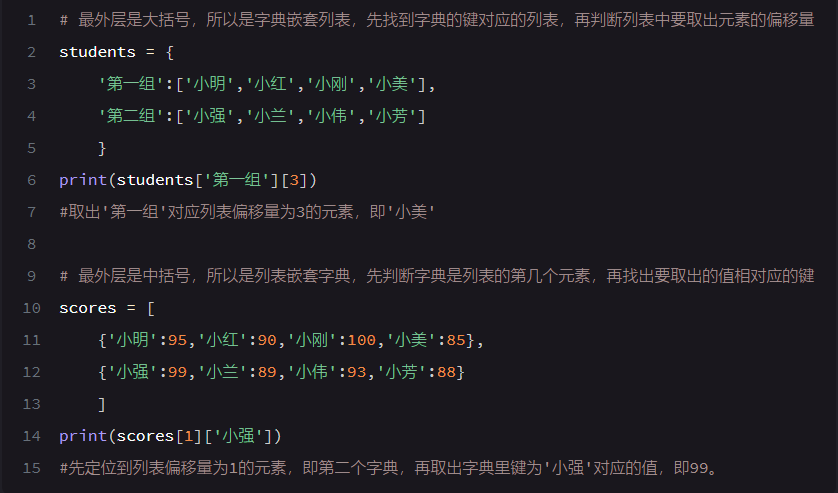 1 # 最外层是大括号，所以是字典嵌套列表，先找到字典的键对应的列表，再判断列表中要取出元素的偏移量
2 students = {
3     '第一组':['小明','小红','小刚','小美'],
4     '第二组':['小强','小兰','小伟','小芳']
5     }
6 print(students['第一组'][3])
7 #取出'第一组'对应列表偏移量为3的元素，即'小美'
8
9 # 最外层是中括号，所以是列表嵌套字典，先判断字典是列表的第几个元素，再找出要取出的值相对应的键
10 scores = [
11     {'小明':95,'小红':90,'小刚':100,'小美':85},
12     {'小强':99,'小兰':89,'小伟':93,'小芳':88}
13     ]
14 print(scores[1]['小强'])
15 #先定位到列表偏移量为1的元素，即第二个字典，再取出字典里键为'小强'对应的值，即99。